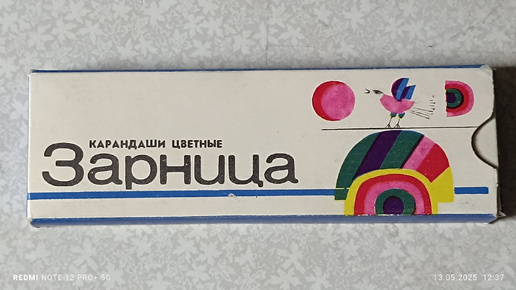 КАРАНДАШИ ЦВЕТНЫЕ
Зарница
REDMI NOTE 12 PRO+ 5G
13.05.2025 12:37